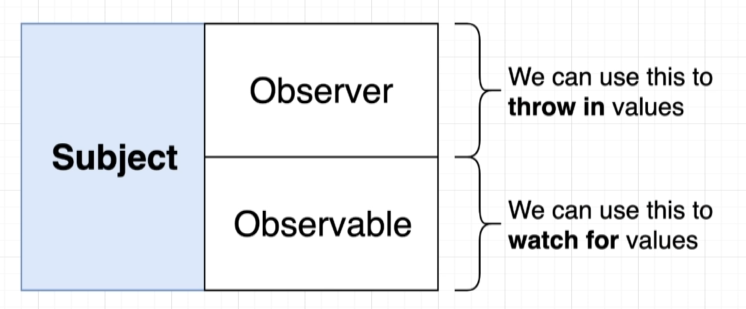 Subject
Observer
We can use this to
throw in values
Observable
We can use this to
watch for values